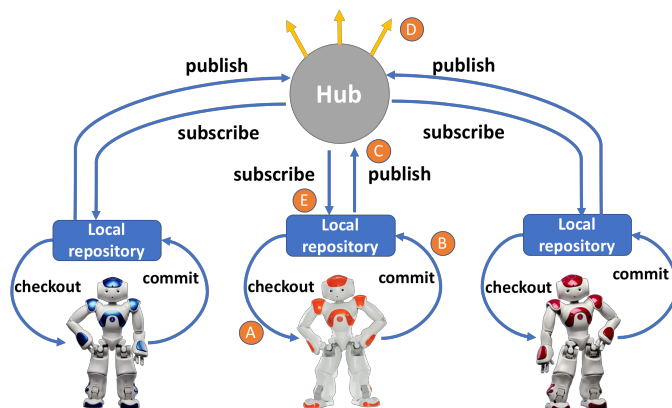 D
publish
publish
Hub
subscribe
subscribe
C
subscribe
publish
E
Local
repository
Local
repository
Local
repository
B
checkout
commit
checkout
commit
checkout
commit
A